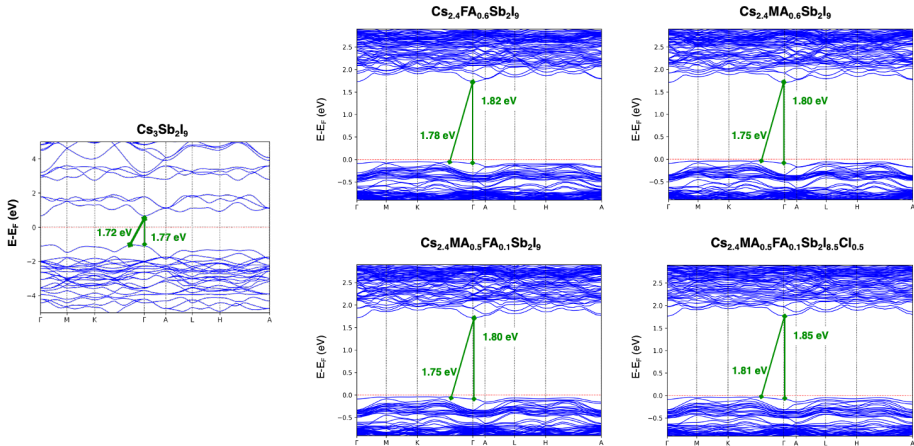 Cs3Sb2I9
E-EF (eV)
4
2
0
−2
−4
1.72 eV
1.77 eV
Γ M K Γ A L H A
Cs2.4FA0.6Sb2I9
E-EF (eV)
2.5
2.0
1.5
1.0
0.5
0.0
−0.5
1.82 eV
1.78 eV
Γ M K Γ A L H A
Cs2.4MA0.6Sb2I9
E-EF (eV)
2.5
2.0
1.5
1.0
0.5
0.0
−0.5
1.80 eV
1.75 eV
Γ M K Γ A L H A
Cs2.4MA0.5FA0.1Sb2I9
E-EF (eV)
2.5
2.0
1.5
1.0
0.5
0.0
−0.5
1.80 eV
1.75 eV
Γ M K Γ A L H A
Cs2.4MA0.5FA0.1Sb2I8.5Cl0.5
E-EF (eV)
2.5
2.0
1.5
1.0
0.5
0.0
−0.5
1.85 eV
1.81 eV
Γ M K Γ A L H A